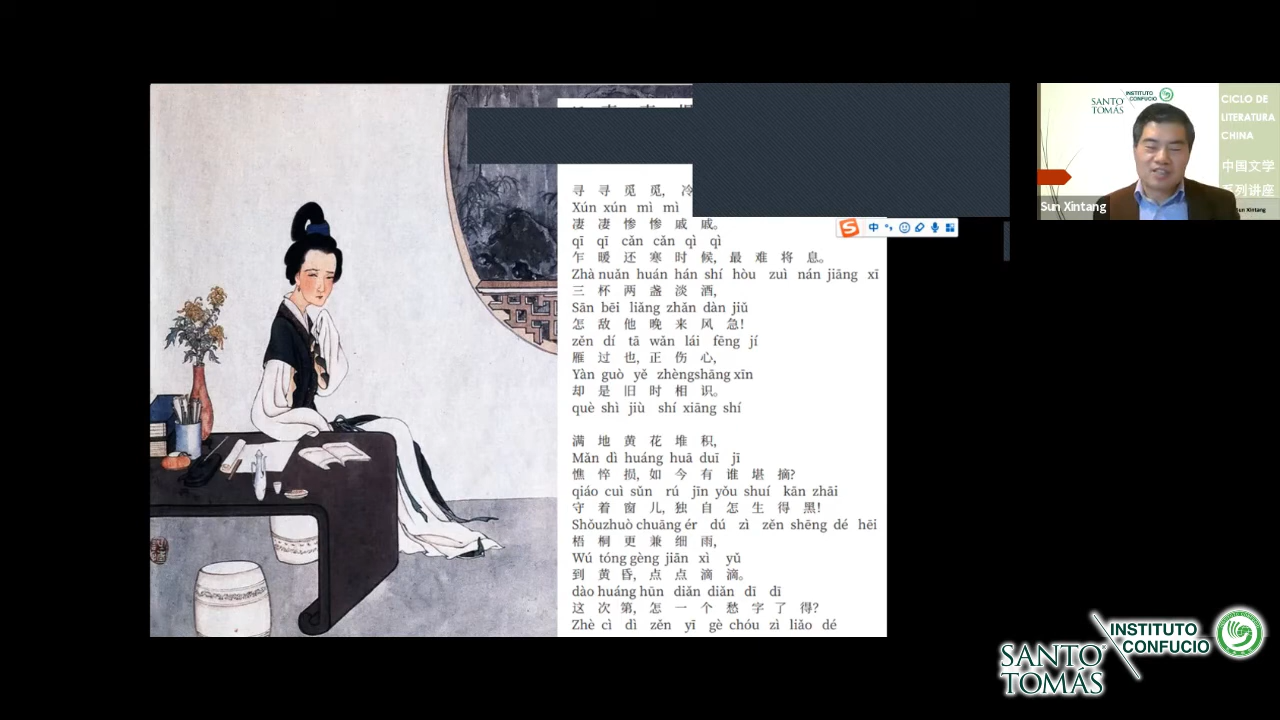 寻 寻 觅 觅, 冷
Xún xún mì mì
凄 凄 惨 惨 戚 戚。
qī qī cǎn cǎn qì qì
乍 暖 还 寒 时 候, 最 难 将 息。
Zhà nuǎn huán hán shí hòu zuì nán jiāng xī
三 杯 两 盏 淡 酒,
Sān bēi liǎng zhǎn dàn jiǔ
怎 敌 他 晚 来 风 急!
zěn dí tā wǎn lái fēng jí
雁 过 也, 正 伤 心,
Yàn guò yě zhèngshāng xīn
却 是 旧 时 相 识。
què shì jiù shí xiāng shí
满 地 黄 花 堆 积,
Mǎn dì huáng huā duī jī
憔 悴 损, 如 今 有 谁 堪 摘?
qiáo cuì sǔn rú jīn yǒu shuí kān zhāi
守 着 窗 儿, 独 自 怎 生 得 黑!
Shǒuzhuò chuāng ér dú zì zěn shēng dé hēi
梧 桐 更 兼 细 雨,
Wú tóng gèng jiān xì yǔ
到 黄 昏, 点 点 滴 滴。
dào huáng hūn diǎn diǎn dī dī
这 次 第, 怎 一 个 愁 字 了 得?
Zhè cì dì zěn yī gè chóu zì liǎo dé
中
SANTO TOMÁS
INSTITUTO CONFUCIO
CICLO DE
LITERATURA
CHINA
中国文学
系列讲座
Sun Xintang
Sun Xintang
INSTITUTO
CONFUCIO
SANTO
TOMÁS